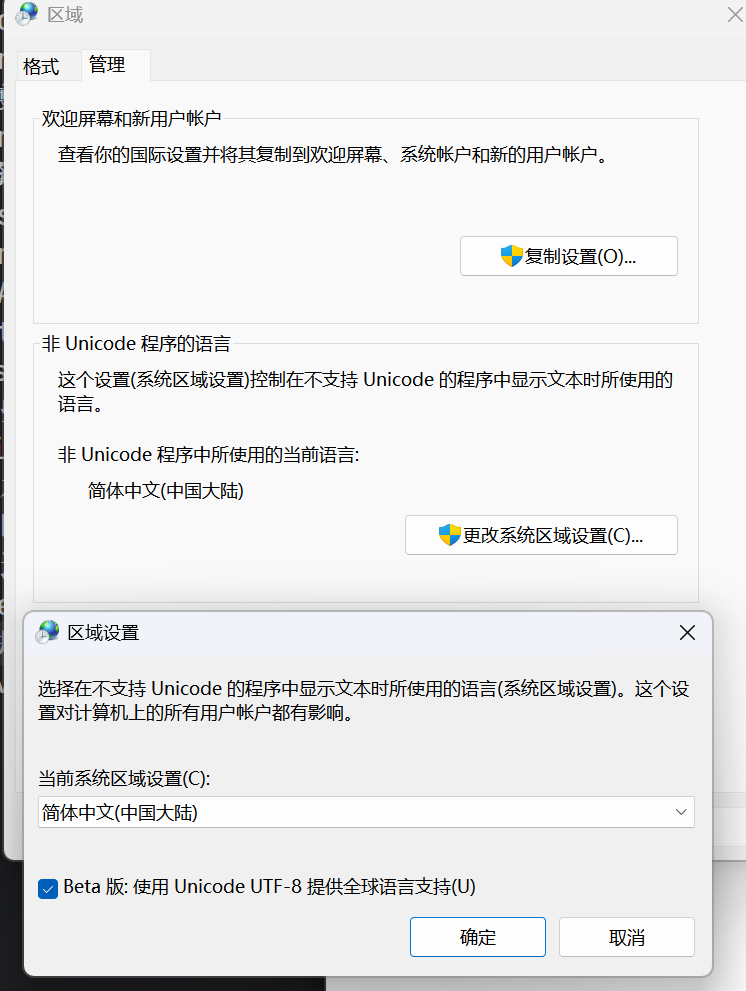 区域
格式
管理
欢迎屏幕和新用户帐户
查看你的国际设置并将其复制到欢迎屏幕、系统帐户和新的用户帐户。
复制设置(O)...
非 Unicode 程序的语言
这个设置(系统区域设置)控制在不支持 Unicode 的程序中显示文本时所使用的
语言。
非 Unicode 程序中所使用的当前语言:
简体中文(中国大陆)
更改系统区域设置(C)...
区域设置
选择在不支持 Unicode 的程序中显示文本时所使用的语言(系统区域设置)。这个设
置对计算机上的所有用户帐户都有影响。
当前系统区域设置(C):
简体中文(中国大陆)
Beta 版: 使用 Unicode UTF-8 提供全球语言支持(U)
确定
取消